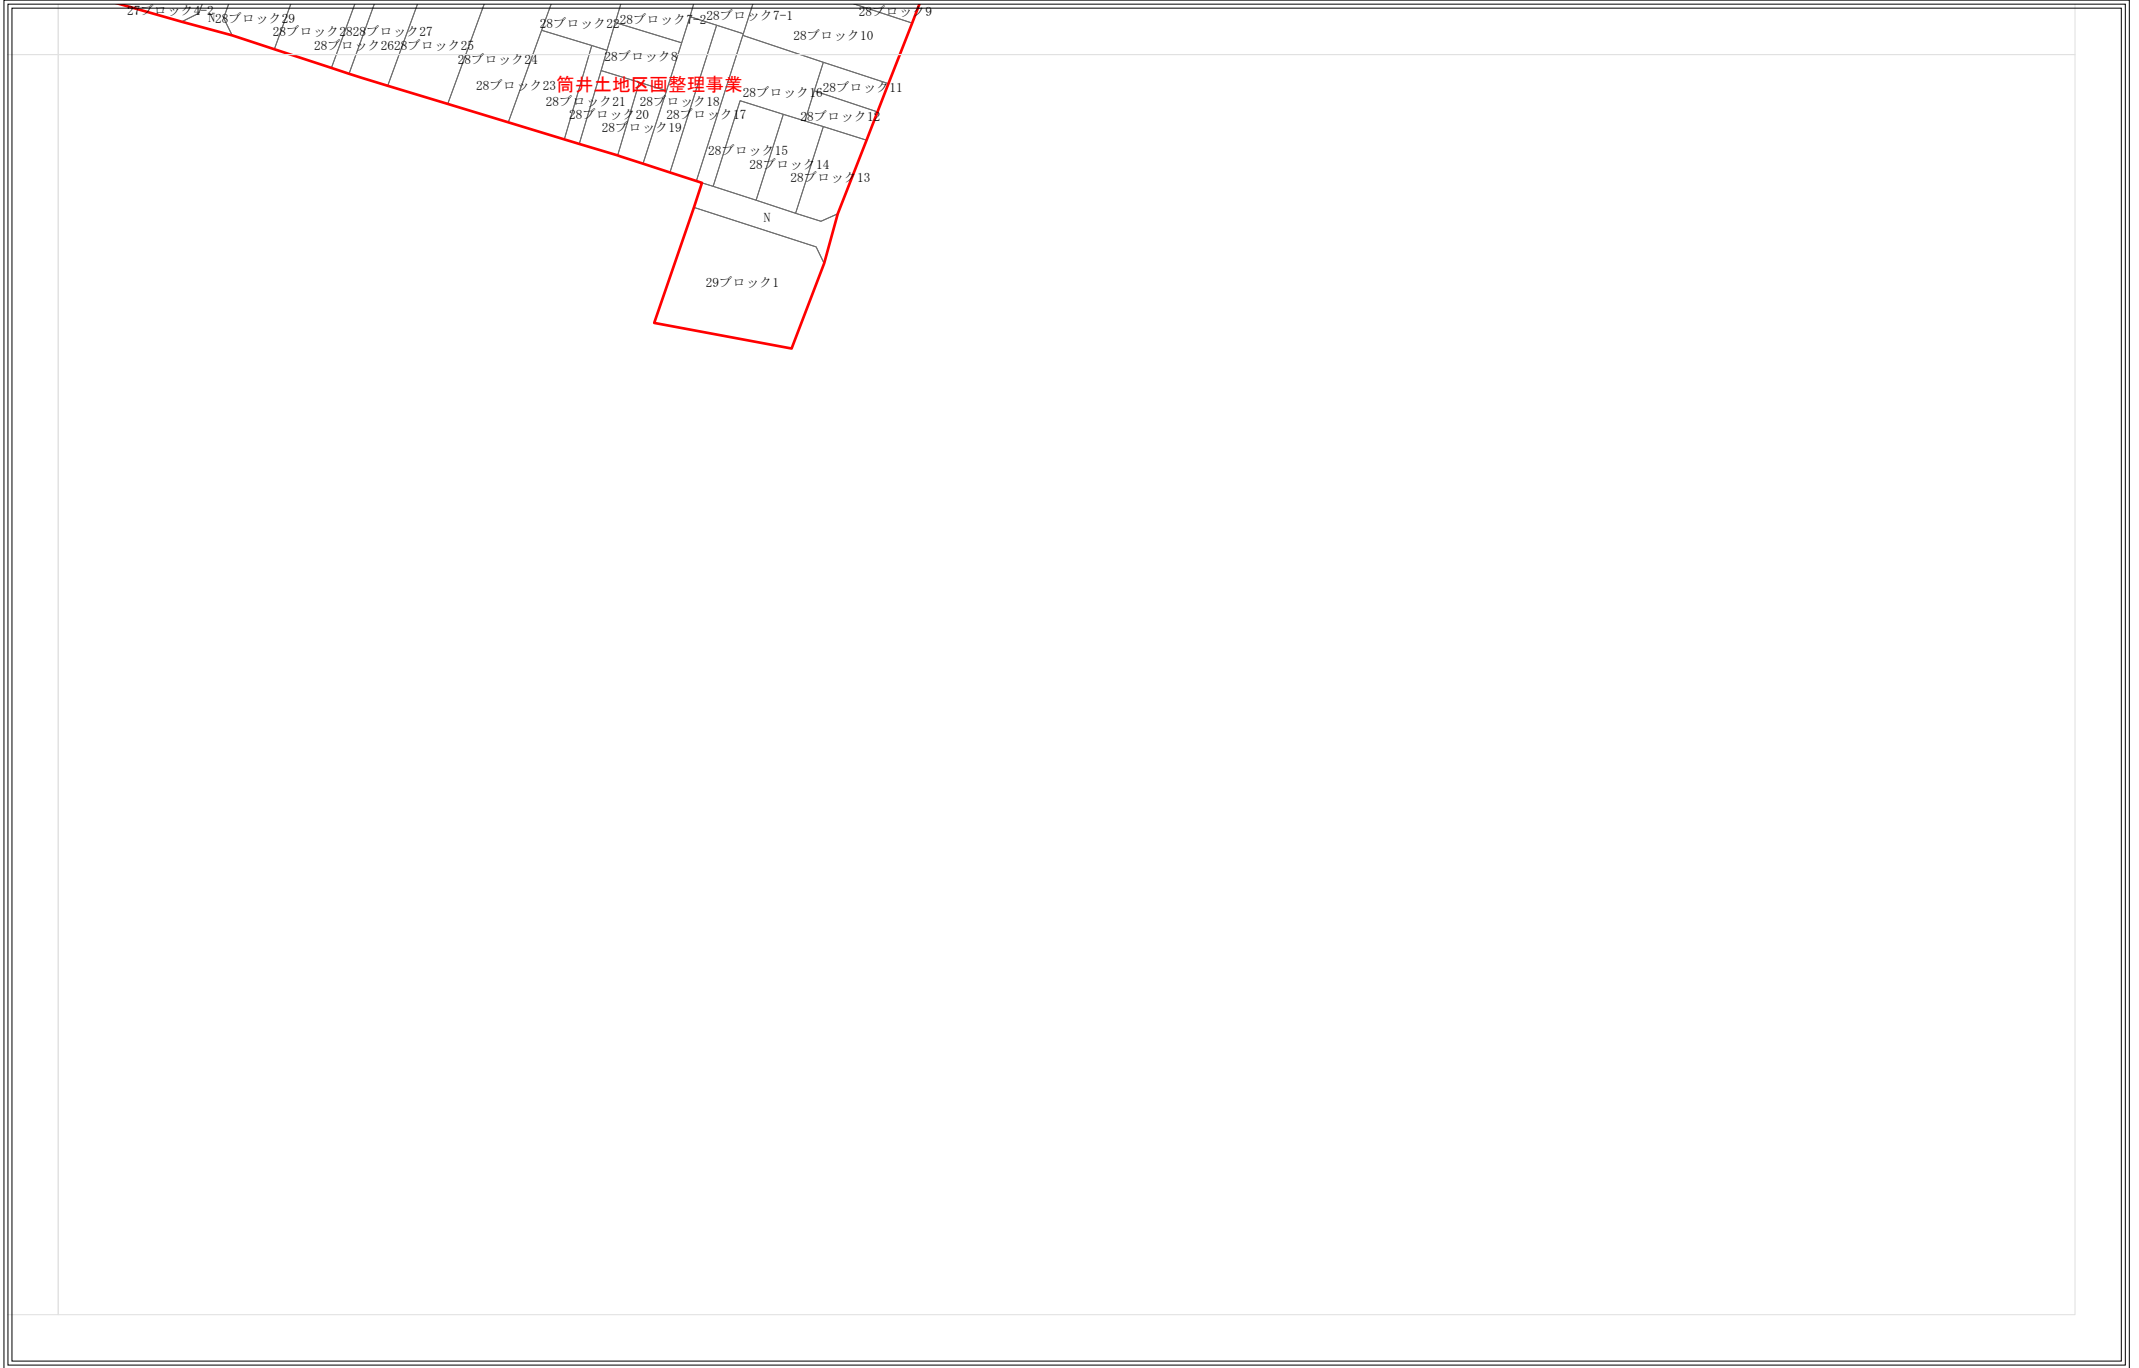 27ブロック4-2
N
28ブロック29
28ブロック28
28ブロック27
28ブロック26
28ブロック25
28ブロック24
28ブロック23
28ブロック22
28ブロック7-2
28ブロック7-1
28ブロック9
28ブロック10
28ブロック8
筒井土地区画整理事業
28ブロック16
28ブロック11
28ブロック21
28ブロック18
28ブロック20
28ブロック17
28ブロック12
28ブロック19
28ブロック15
28ブロック14
28ブロック13
N
29ブロック1